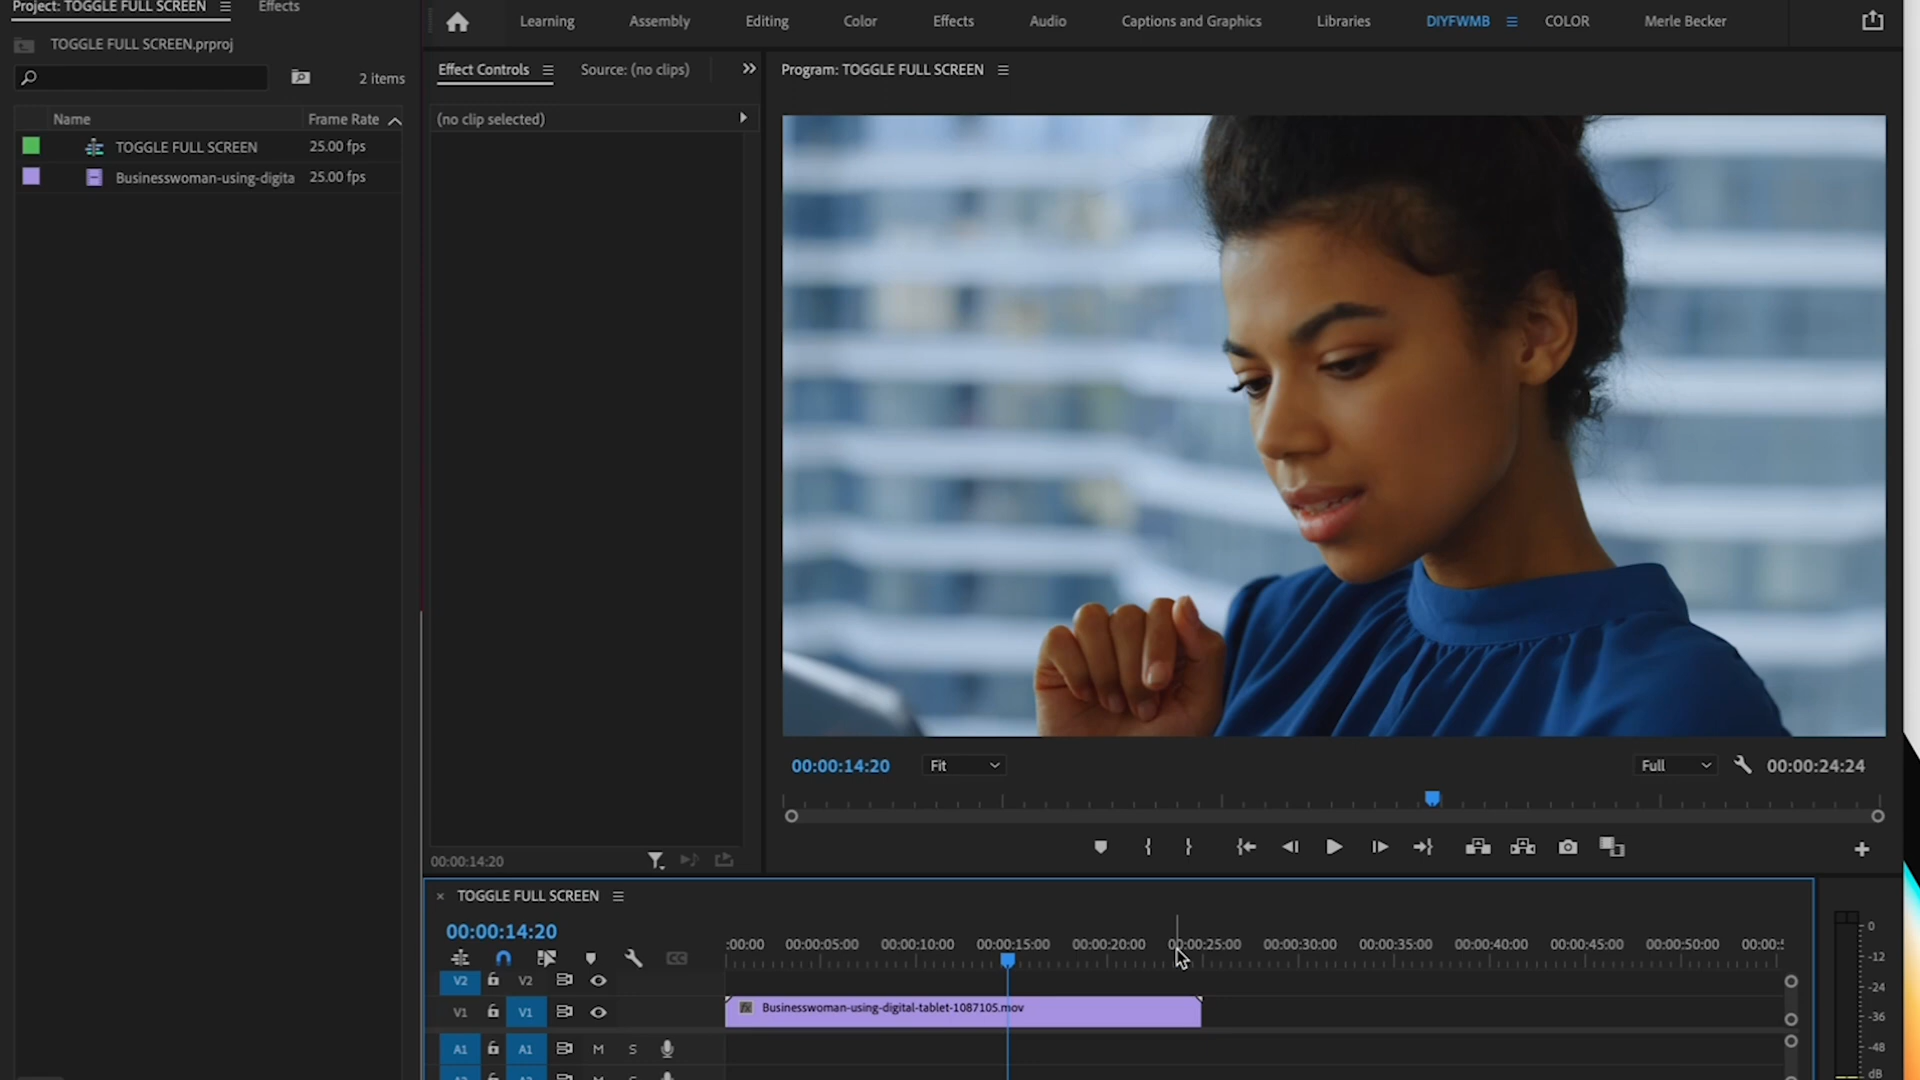 Project: TOGGLE FULL SCREEN
Effects
Learning
Assembly
Editing
Color
Effects
Audio
Captions and Graphics
Libraries
DIYFWMB
COLOR
Merle Becker
TOGGLE FULL SCREEN.prproj
2 items
Effect Controls
Source: (no clips)
Program: TOGGLE FULL SCREEN
Name
Frame Rate
(no clip selected)
TOGGLE FULL SCREEN
25.00 fps
Businesswoman-using-digita
25.00 fps
00:00:14:20
Fit
Full
00:00:24:24
00:00:14:20
TOGGLE FULL SCREEN
00:00:14:20
:00:00
00:00:05:00
00:00:10:00
00:00:15:00
00:00:20:00
00:00:25:00
00:00:30:00
00:00:35:00
00:00:40:00
00:00:45:00
00:00:50:00
CC
V2
V2
V1
V1
fx
Businesswoman-using-digital-tablet-1087105.mov
A1
A1
M
S
0
-12
-24
-36
-48
dB